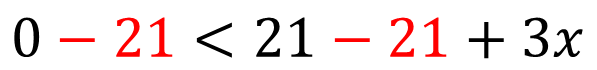 0 − 21 < 21 − 21 + 3x